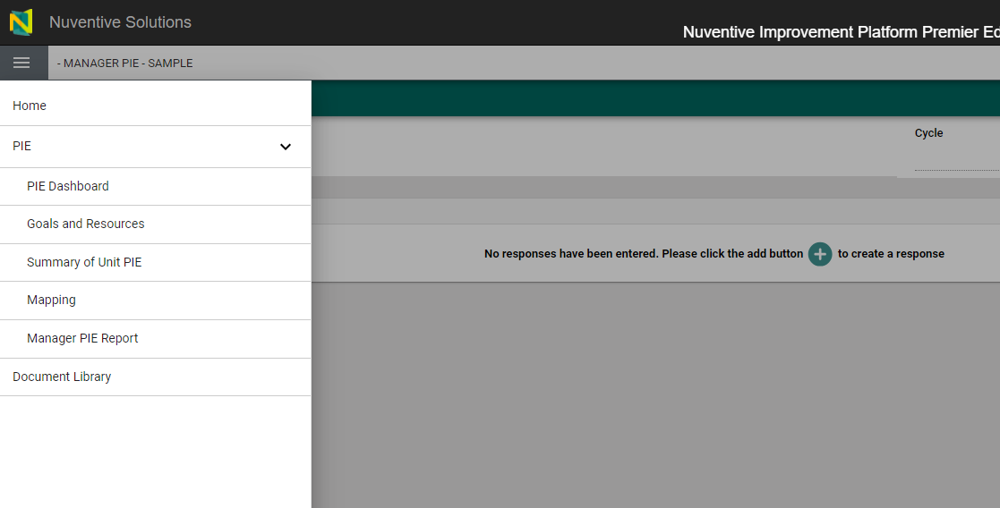 Nuventive Solutions
Nuventive Improvement Platform Premier Ed
- MANAGER PIE - SAMPLE
Home
Cycle
PIE
PIE Dashboard
Goals and Resources
No responses have been entered. Please click the add button to create a response
Summary of Unit PIE
Mapping
Manager PIE Report
Document Library